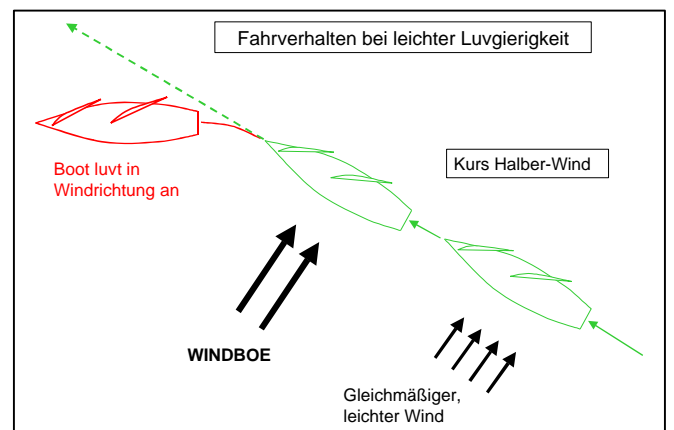 Fahrverhalten bei leichter Luvgierigkeit
Kurs Halber-Wind
Boot luvt in
Windrichtung an
WINDBOE
Gleichmäßiger,
leichter Wind